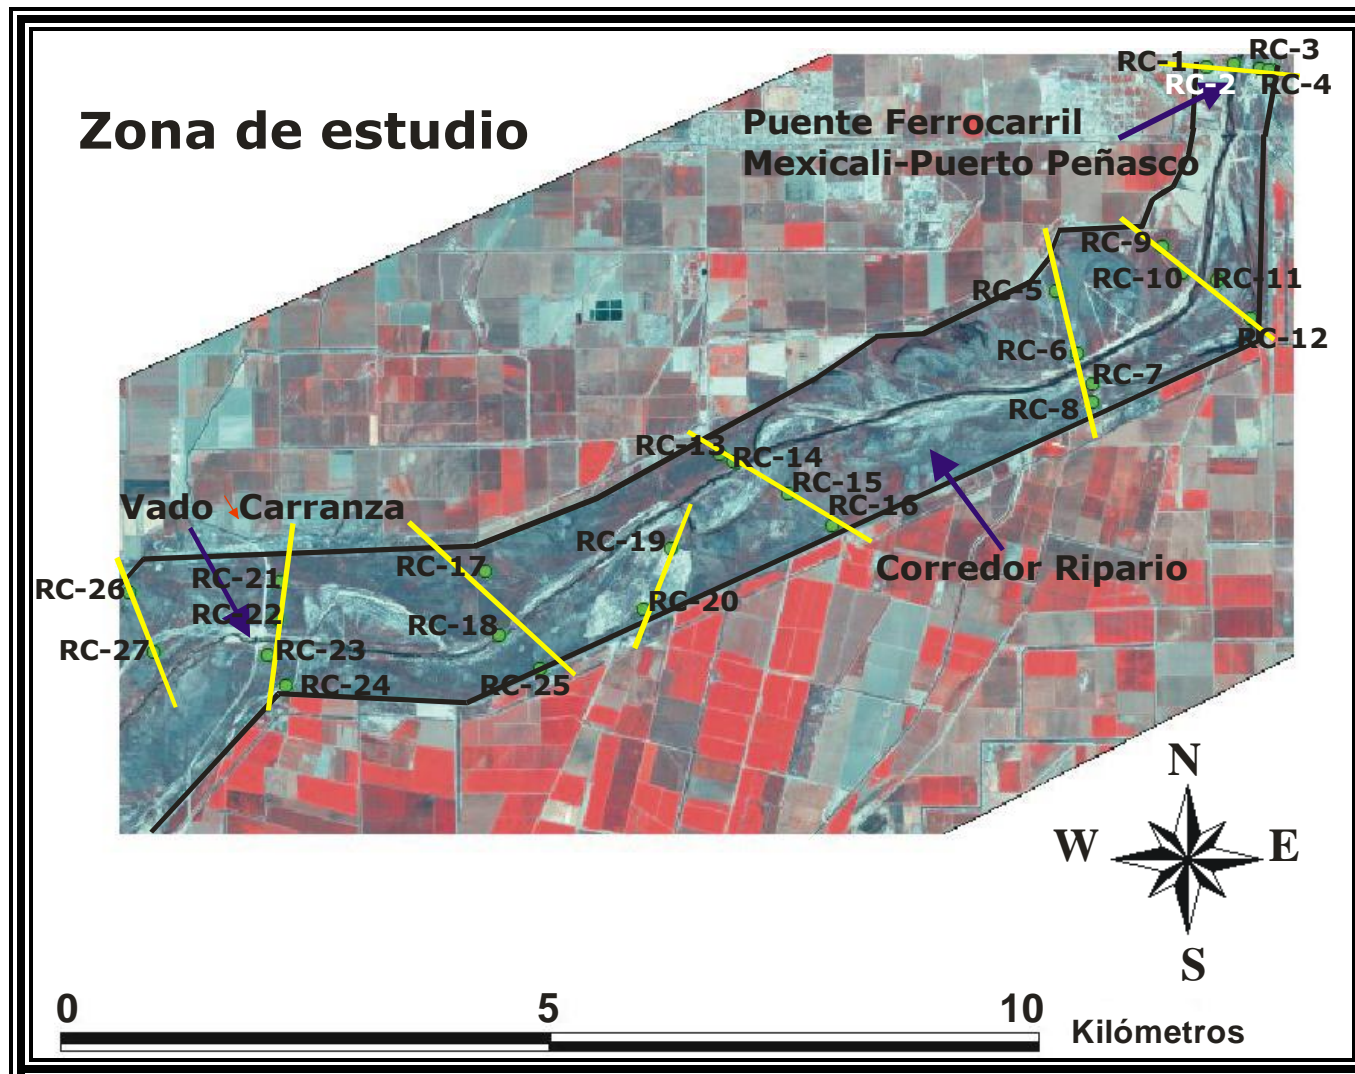 RC-3
RC-1
RC-2
RC-4
Zona de estudio
Puente Ferrocarril
Mexicali-Puerto Peñasco
RC-9
RC-10
RC-11
RC-5
RC-12
RC-6
RC-7
RC-8
RC-13
RC-14
RC-15
RC-16
Vado Carranza
RC-19
RC-17
Corredor Ripario
RC-21
RC-26
RC-22
RC-20
RC-18
RC-27
RC-23
RC-24
RC-25
N
W
E
S
0
5
10
Kilómetros